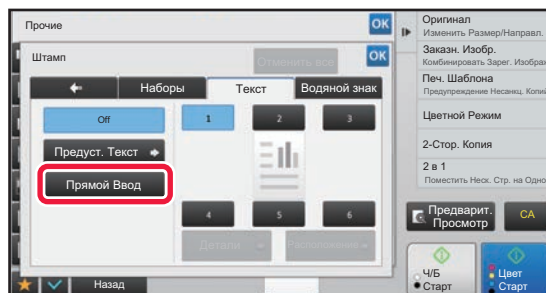 Прочие
OK
Штамп
Отменить все
OK
Наборы
Текст
Водяной знак
Off
1
2
3
Предуст. Текст
Прямой Ввод
4
5
6
Детали
Расположение
Назад
Оригинал
Изменить Размер/Направл.
Заказн. Изобр.
Комбинировать Зарег. Изображ
Печ. Шаблона
Предупреждение Несанкц. Копий
Цветной Режим
2-Стор. Копия
2 в 1
Поместить Неск. Стр. на Одно
Предварит.
Просмотр
CA
Ч/Б
Старт
Цвет
Старт